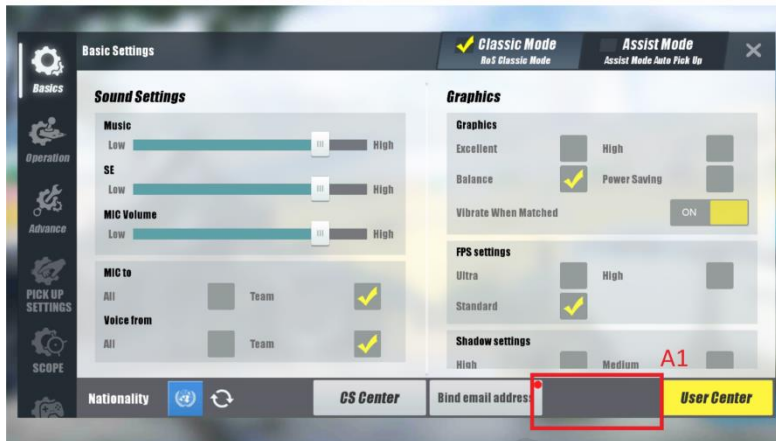 Basic Settings
Classic Mode
RoS Classic Mode
Assist Mode
Assist Mode Auto Pick Up
Basics
Operation
Advance
PICK UP
SETTINGS
SCOPE
Sound Settings
Music
Low High
SE
Low High
MIC Volume
Low High
MIC to
All Team
Voice from
All Team
Graphics
Graphics
Excellent High
Balance Power Saving
Vibrate When Matched ON
FPS settings
Ultra High
Standard
Shadow settings
High Medium
A1
Nationality
CS Center
Bind email address
User Center